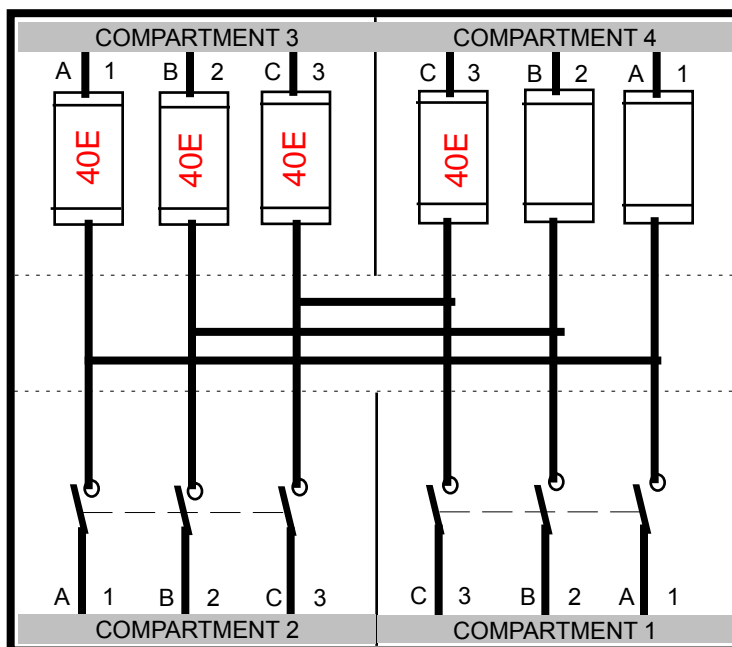 COMPARTMENT 3 COMPARTMENT 4
A 1 B 2 C 3 C 3 B 2 A 1
40E 40E 40E 40E
A 1 B 2 C 3 C 3 B 2 A 1
COMPARTMENT 2 COMPARTMENT 1